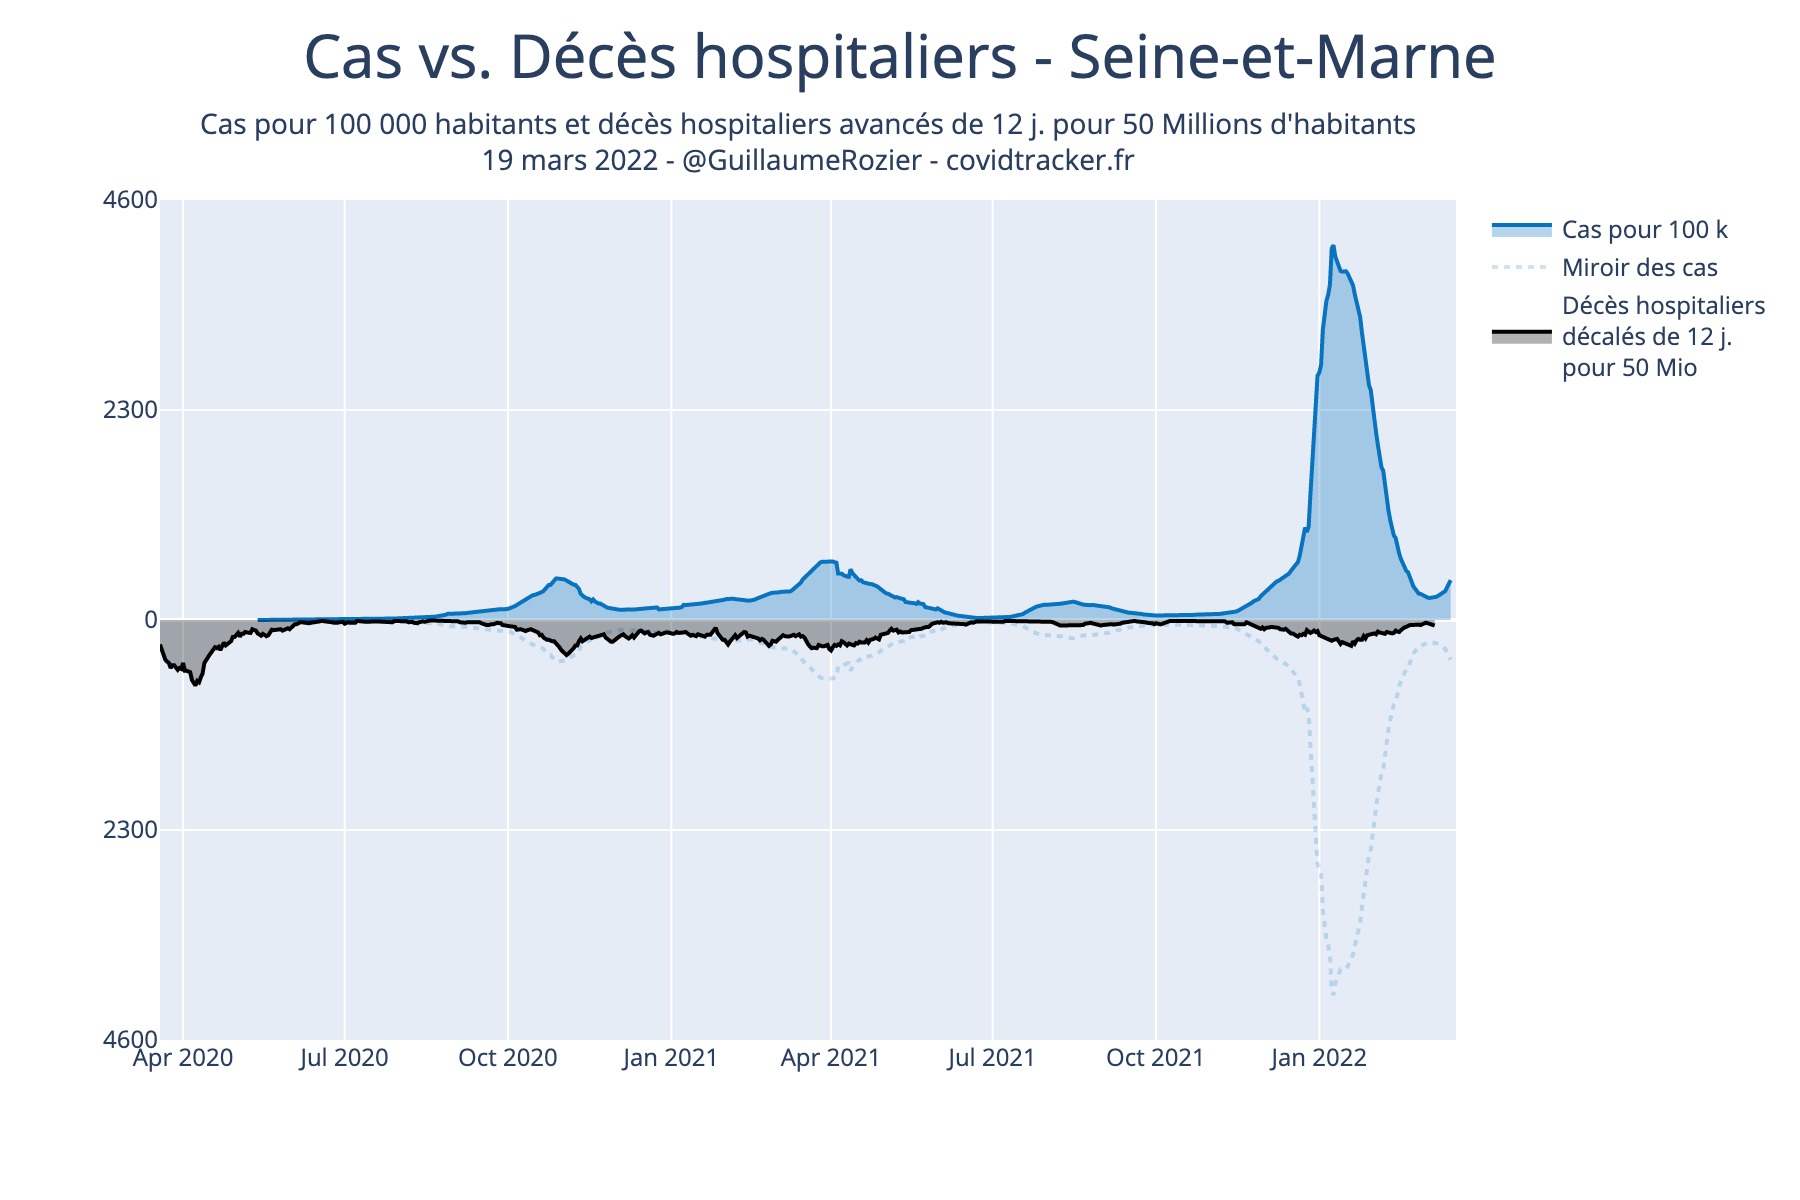 Cas vs. Décès hospitaliers - Seine-et-Marne
Cas pour 100 000 habitants et décès hospitaliers avancés de 12 j. pour 50 Millions d'habitants
19 mars 2022 - @GuillaumeRozier - covidtracker.fr
4600
2300
0
2300
4600
Apr 2020
Jul 2020
Oct 2020
Jan 2021
Apr 2021
Jul 2021
Oct 2021
Jan 2022
Cas pour 100 k
Miroir des cas
Décès hospitaliers
décalés de 12 j.
pour 50 Mio